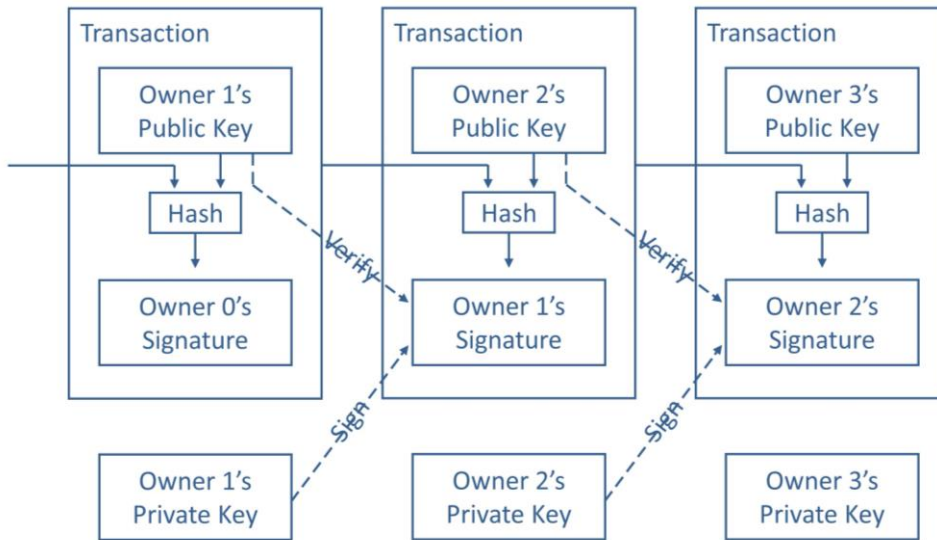 Transaction
Owner 1’s
Public Key
Hash
Owner 0’s
Signature
Transaction
Owner 2’s
Public Key
Hash
Verify
Owner 1’s
Signature
Transaction
Owner 3’s
Public Key
Hash
Verify
Owner 2’s
Signature
Owner 1’s
Private Key
Sign
Owner 2’s
Private Key
Sign
Owner 3’s
Private Key